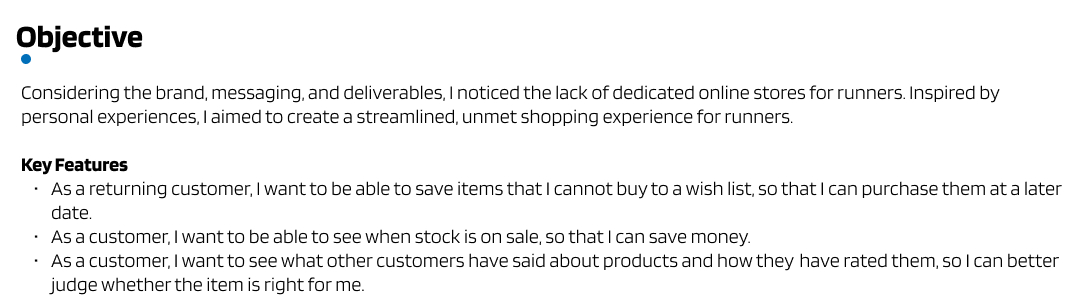 Objective
Considering the brand, messaging, and deliverables, I noticed the lack of dedicated online stores for runners. Inspired by
personal experiences, I aimed to create a streamlined, unmet shopping experience for runners.
Key Features
· As a returning customer, I want to be able to save items that I cannot buy to a wish list, so that I can purchase them at a later
date.
· As a customer, I want to be able to see when stock is on sale, so that I can save money.
· As a customer, I want to see what other customers have said about products and how they have rated them, so I can better
judge whether the item is right for me.